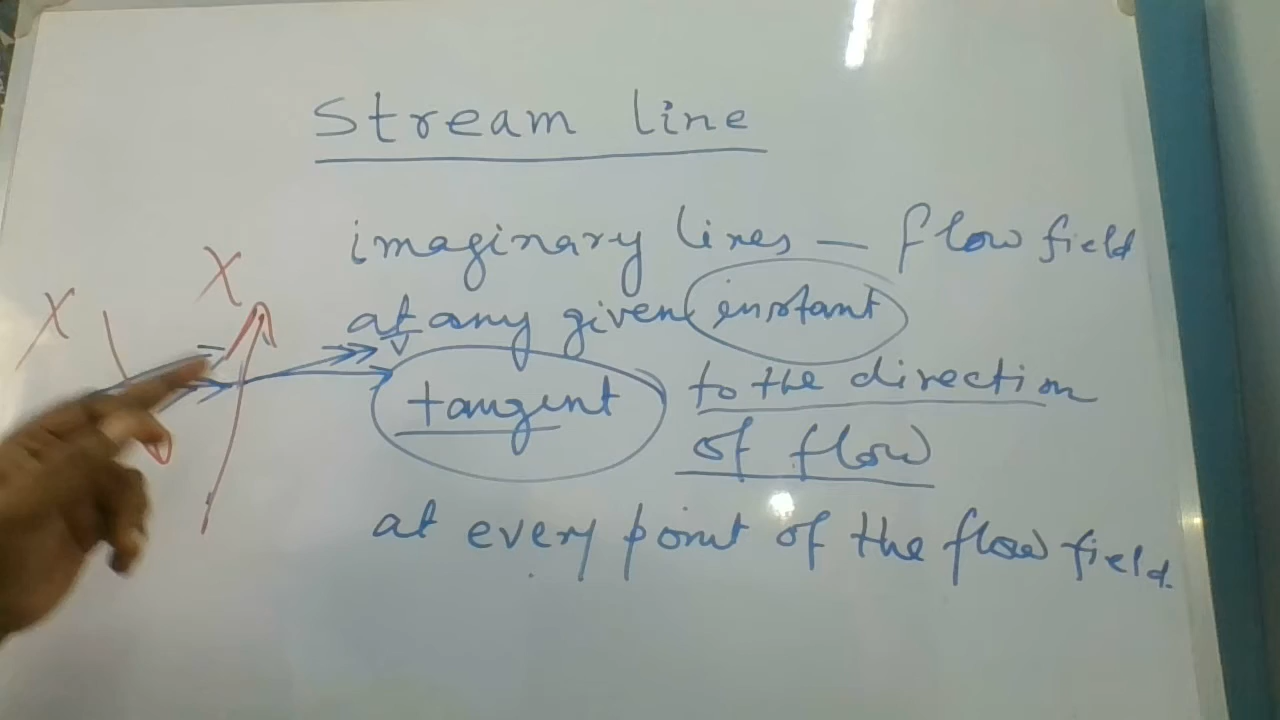 Stream line
imaginary lines — flow field
at any given instant
tangent to the direction
of flow
at every point of the flow field.
X
X
V